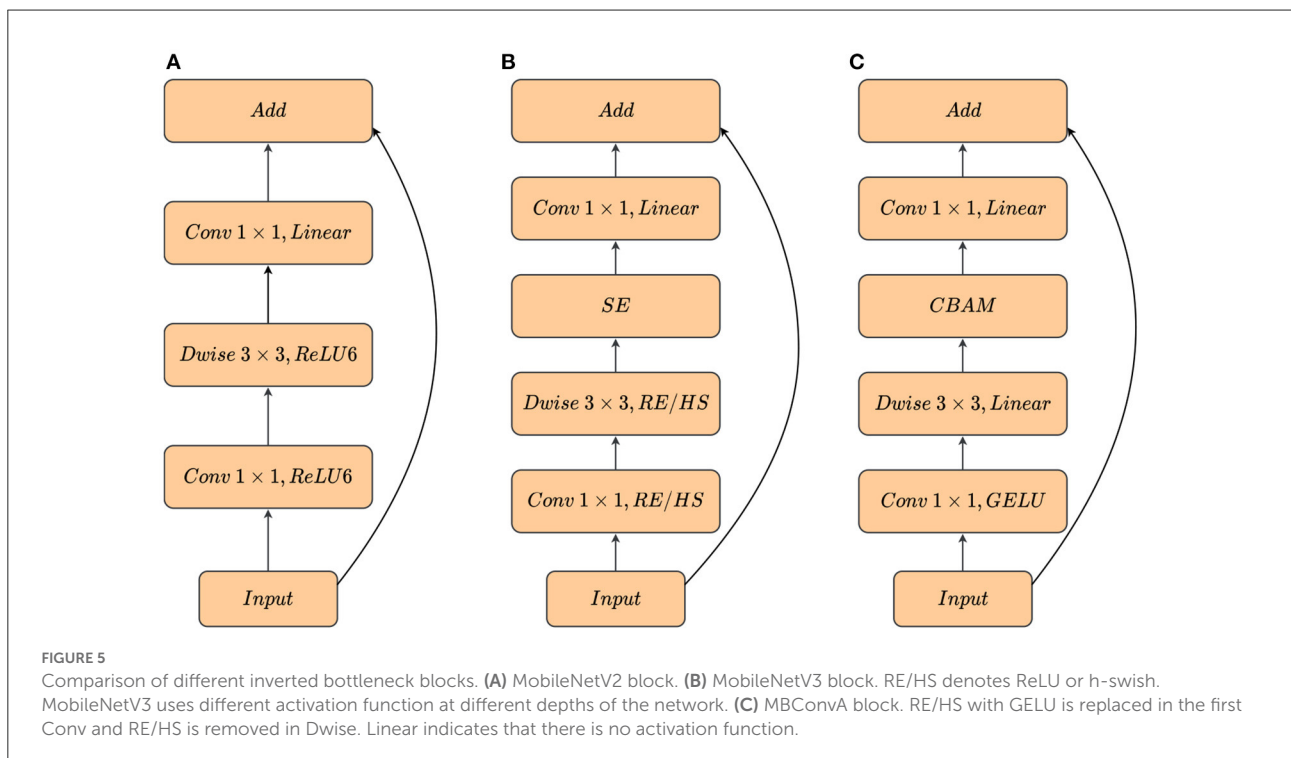 A
Add
Conv 1 × 1, Linear
Dwise 3 × 3, ReLU6
Conv 1 × 1, ReLU6
Input
B
Add
Conv 1 × 1, Linear
SE
Dwise 3 × 3, RE/HS
Conv 1 × 1, RE/HS
Input
C
Add
Conv 1 × 1, Linear
CBAM
Dwise 3 × 3, Linear
Conv 1 × 1, GELU
Input
FIGURE 5
Comparison of different inverted bottleneck blocks. (A) MobileNetV2 block. (B) MobileNetV3 block. RE/HS denotes ReLU or h-swish.
MobileNetV3 uses different activation function at different depths of the network. (C) MBConvA block. RE/HS with GELU is replaced in the first
Conv and RE/HS is removed in Dwise. Linear indicates that there is no activation function.